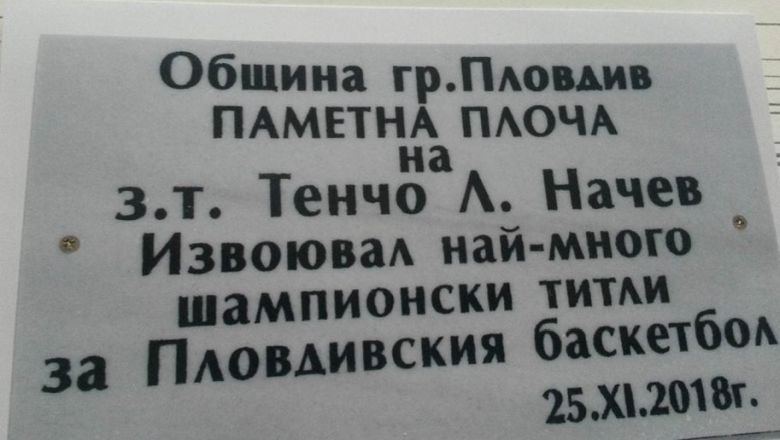 Община гр.Пловдив
ПАМЕТНА ПЛОЧА
на
з.т. Тенчо Л. Начев
Извоювал най-много
шампионски титли
за Пловдивския баскетбол
25.XI.2018г.